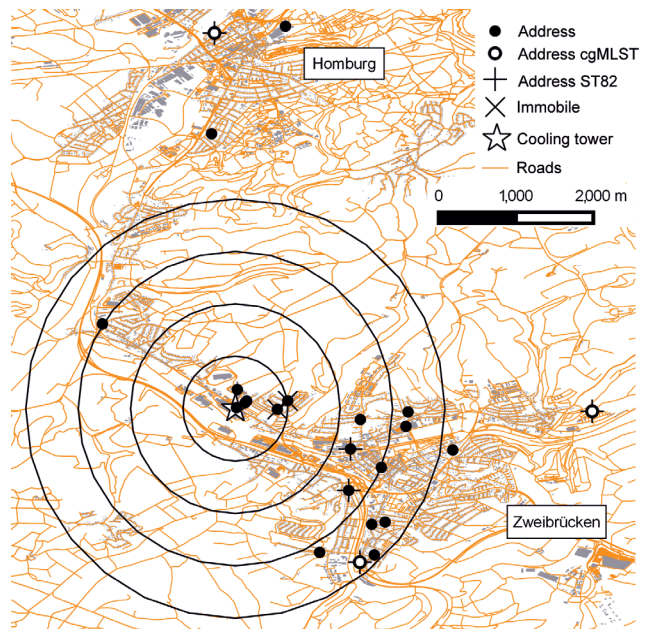 Homburg
Address
Address cgMLST
Address ST82
Immobile
Cooling tower
Roads
0 1,000 2,000 m
Zweibrücken